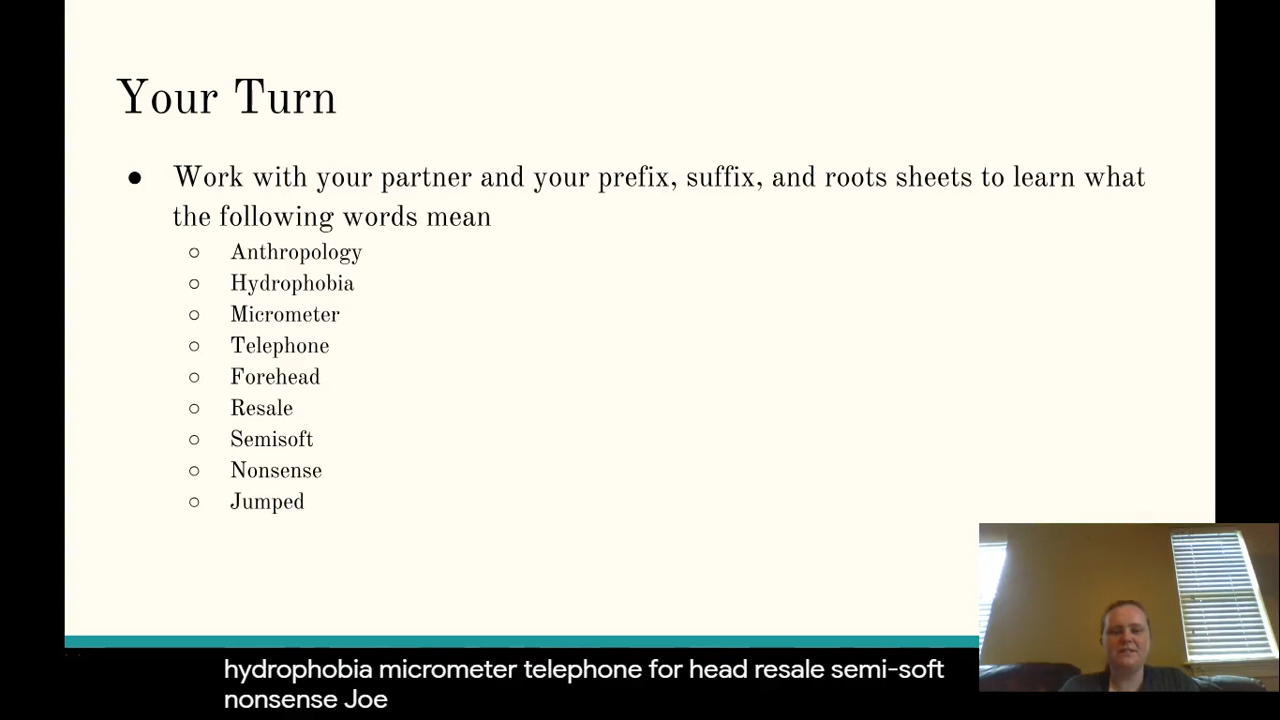 Your Turn
● Work with your partner and your prefix, suffix, and roots sheets to learn what
the following words mean
○ Anthropology
○ Hydrophobia
○ Micrometer
○ Telephone
○ Forehead
○ Resale
○ Semisoft
○ Nonsense
○ Jumped
hydrophobia micrometer telephone for head resale semi-soft
nonsense Joe